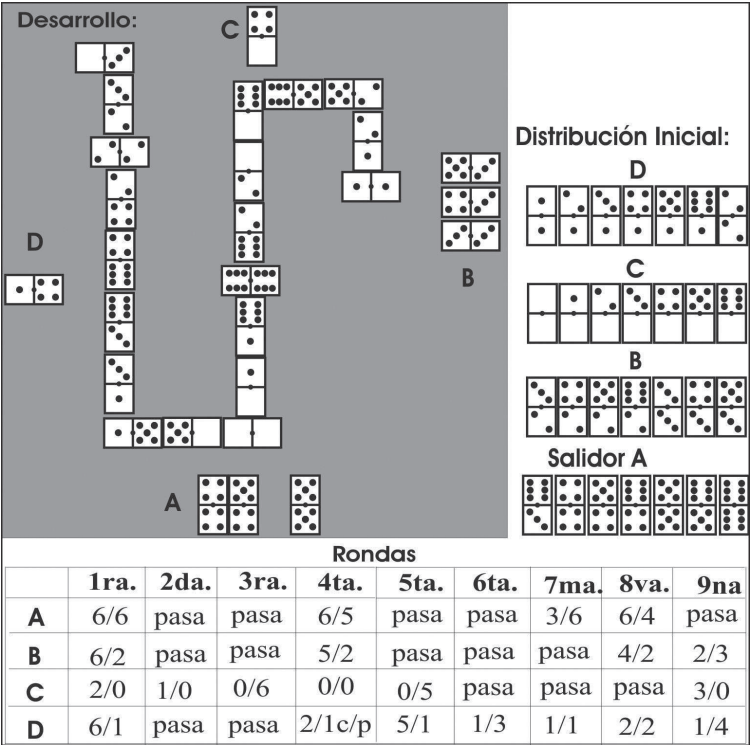 Desarrollo:
C
D
B
A
Distribución Inicial:
D
C
B
Salidor A
Rondas
1ra. 2da. 3ra. 4ta. 5ta. 6ta. 7ma. 8va. 9na
A 6/6 pasa pasa 6/5 pasa pasa 3/6 6/4 pasa
B 6/2 pasa pasa 5/2 pasa pasa pasa 4/2 2/3
C 2/0 1/0 0/6 0/0 0/5 pasa pasa pasa 3/0
D 6/1 pasa pasa 2/1c/p 5/1 1/3 1/1 2/2 1/4